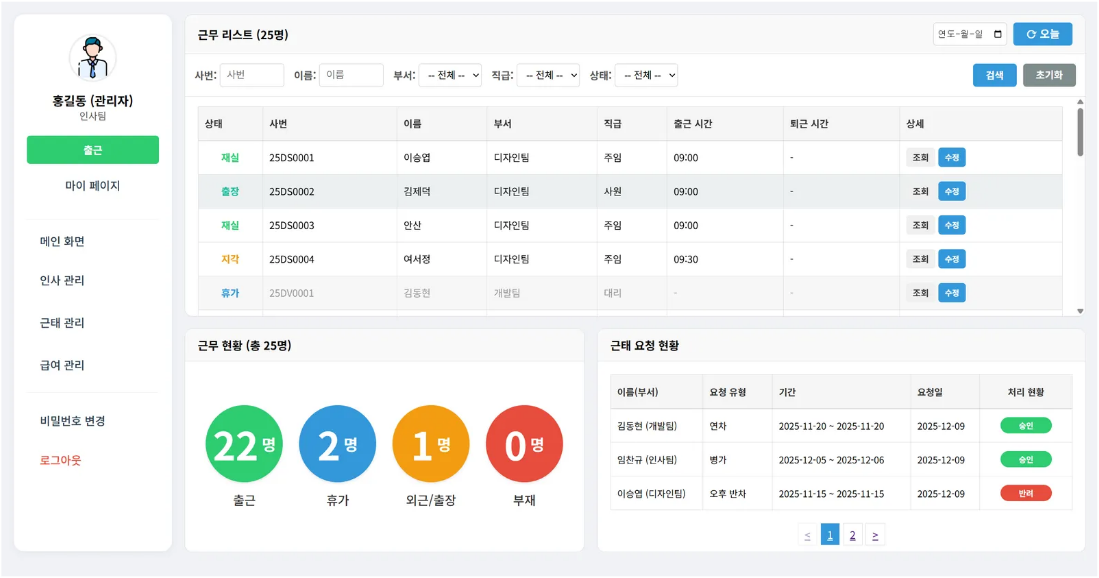 홍길동 (관리자)
인사팀
출근
마이 페이지
메인 화면
인사 관리
근태 관리
급여 관리
비밀번호 변경
로그아웃
근무 리스트 (25명)
연도-월-일
오늘
사번: 사번 이름: 이름 부서: -- 전체 -- 직급: -- 전체 -- 상태: -- 전체 --
검색 초기화
상태 사번 이름 부서 직급 출근 시간 퇴근 시간 상세
재실 25DS0001 이승엽 디자인팀 주임 09:00 - 조회 수정
출장 25DS0002 김제덕 디자인팀 사원 09:00 - 조회 수정
재실 25DS0003 안산 디자인팀 주임 09:00 - 조회 수정
지각 25DS0004 여서정 디자인팀 주임 09:30 - 조회 수정
휴가 25DV0001 김동현 개발팀 대리 - - 조회 수정
근무 현황 (총 25명)
22 명 2 명 1 명 0 명
출근 휴가 외근/출장 부재
근태 요청 현황
이름(부서) 요청 유형 기간 요청일 처리 현황
김동현 (개발팀) 연차 2025-11-20 ~ 2025-11-20 2025-12-09 승인
임찬규 (인사팀) 병가 2025-12-05 ~ 2025-12-06 2025-12-09 승인
이승엽 (디자인팀) 오후 반차 2025-11-15 ~ 2025-11-15 2025-12-09 반려
< 1 2 >